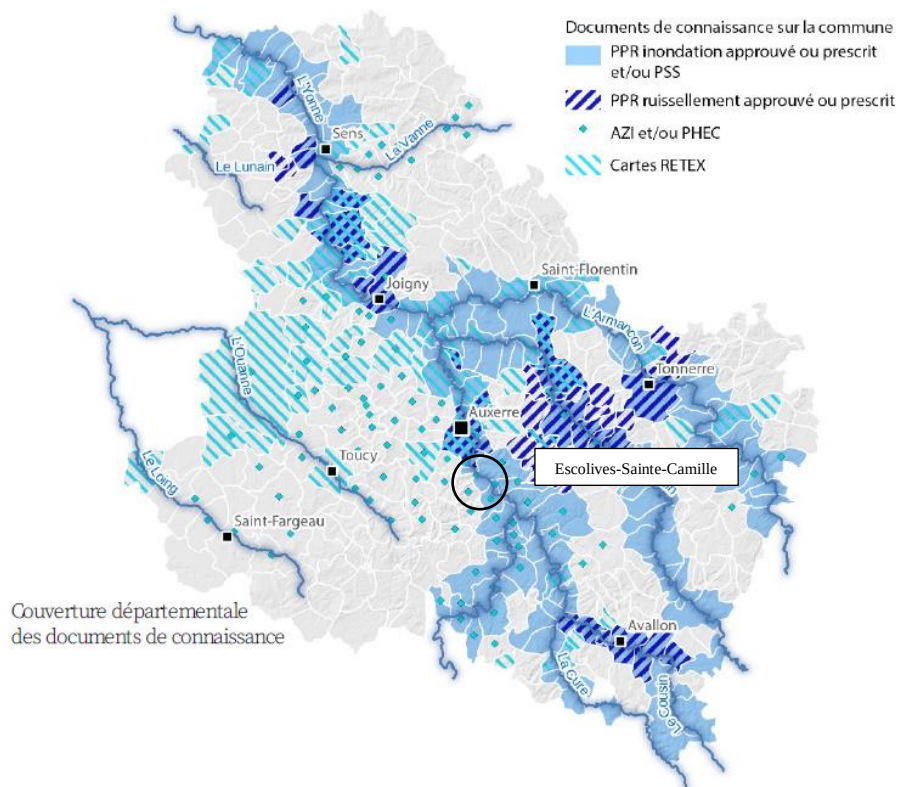 Documents de connaissance sur la commune
PPR inondation approuvé ou prescrit
et/ou PSS
PPR ruissellement approuvé ou prescrit
AZI et/ou PHEC
Cartes RETEX
L'Yonne
Sens
La Vanne
Le Lunain
Joigny
Saint-Florentin
L'Armançon
Tonnerre
L'Ouanne
Auxerre
Toucy
Escolives-Sainte-Camille
Le Loing
Saint-Fargeau
Couverture départementale
des documents de connaissance
Avallon
La Cure
Le Cousin